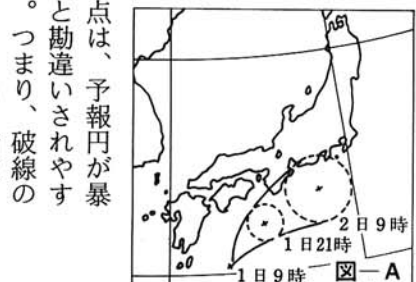 点は、予報円が暴
と勘違いされやす
。つまり、破線の
2日9時
1日21時
1日9時
図—A